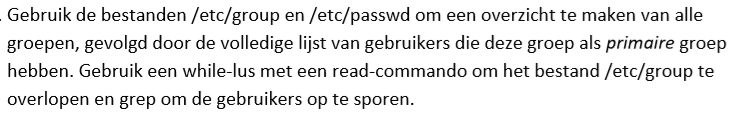 . Gebruik de bestanden /etc/group en /etc/passwd om een overzicht te maken van alle
groepen, gevolgd door de volledige lijst van gebruikers die deze groep als primaire groep
hebben. Gebruik een while-lus met een read-commando om het bestand /etc/group te
overlopen en grep om de gebruikers op te sporen.